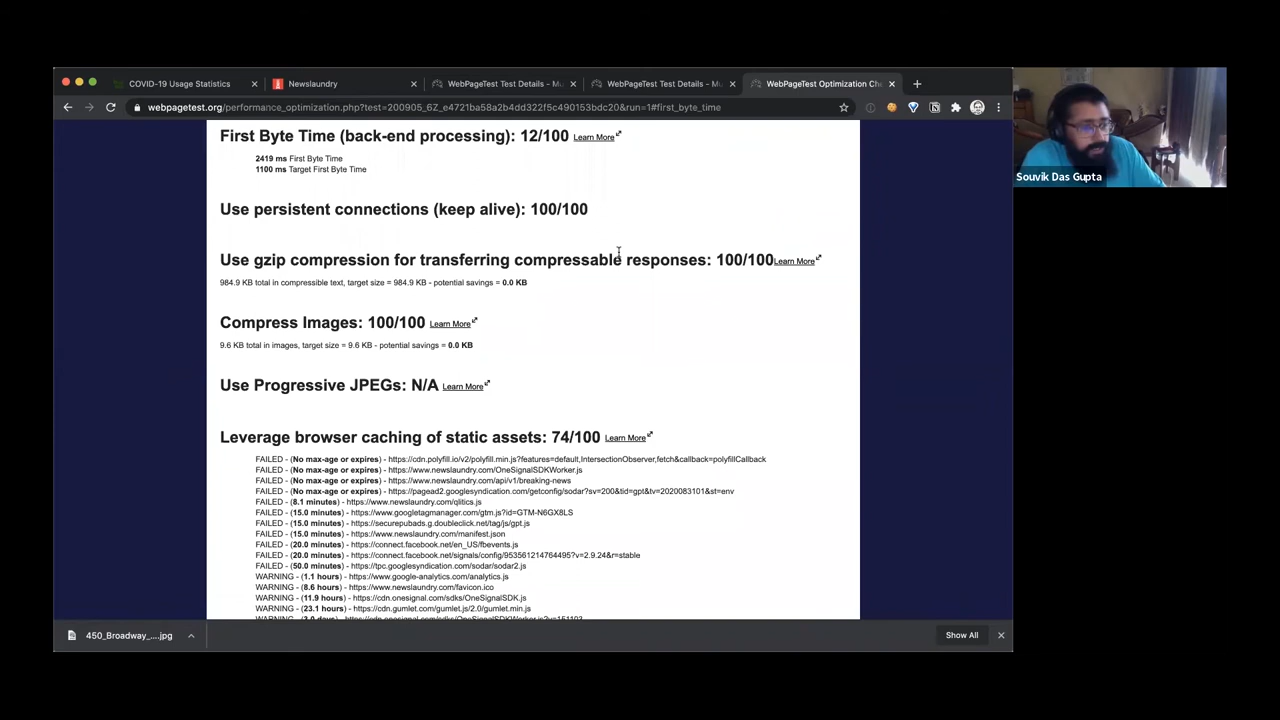 COVID-19 Usage Statistics
Newslaundry
WebPageTest Test Details - Mu
WebPageTest Test Details - Mu
WebPageTest Optimization Che
webpagetest.org/performance_optimization.php?test=200905_6Z_e4721ba58a2b4dd322f5c490153bdc20&run=1#first_byte_time
First Byte Time (back-end processing): 12/100 Learn More
2419 ms First Byte Time
1100 ms Target First Byte Time
Souvik Das Gupta
Use persistent connections (keep alive): 100/100
Use gzip compression for transferring compressable responses: 100/100 Learn More
984.9 KB total in compressible text, target size = 984.9 KB - potential savings = 0.0 KB
Compress Images: 100/100 Learn More
9.6 KB total in images, target size = 9.6 KB - potential savings = 0.0 KB
Use Progressive JPEGs: N/A Learn More
Leverage browser caching of static assets: 74/100 Learn More
FAILED - (No max-age or expires) - https://cdn.polyfill.io/v2/polyfill.min.js?features=default,IntersectionObserver,fetch&callback=polyfillCallback
FAILED - (No max-age or expires) - https://www.newslaundry.com/OneSignalSDKWorker.js
FAILED - (No max-age or expires) - https://www.newslaundry.com/api/v1/breaking-news
FAILED - (No max-age or expires) - https://pagead2.googlesyndication.com/getconfig/sodar?sv=200&tid=gpt&tv=2020083101&st=env
FAILED - (8.1 minutes) - https://www.newslaundry.com/qlitics.js
FAILED - (15.0 minutes) - https://www.googletagmanager.com/gtm.js?id=GTM-N6GX8LS
FAILED - (15.0 minutes) - https://securepubads.g.doubleclick.net/tag/js/gpt.js
FAILED - (15.0 minutes) - https://www.newslaundry.com/manifest.json
FAILED - (20.0 minutes) - https://connect.facebook.net/en_US/fbevents.js
FAILED - (20.0 minutes) - https://connect.facebook.net/signals/config/953561214764495?v=2.9.24&r=stable
FAILED - (50.0 minutes) - https://tpc.googlesyndication.com/sodar/sodar2.js
WARNING - (1.1 hours) - https://www.google-analytics.com/analytics.js
WARNING - (8.6 hours) - https://www.newslaundry.com/favicon.ico
WARNING - (11.9 hours) - https://cdn.onesignal.com/sdks/OneSignalSDK.js
WARNING - (23.1 hours) - https://cdn.gumlet.com/gumlet.js/2.0/gumlet.min.js
450_Broadway_....jpg
Show All